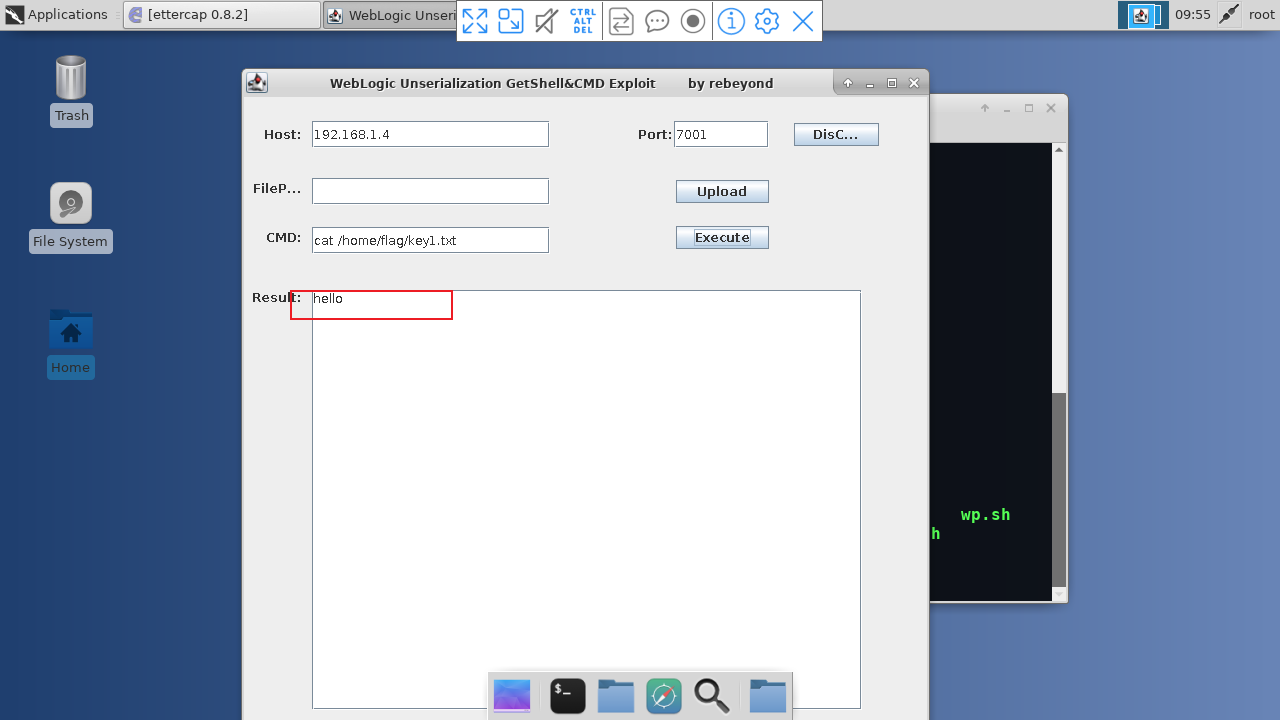 Applications
[ettercap 0.8.2]
WebLogic Unseri
CTRL
ALT
DEL
09:55
root
Trash
File System
Home
WebLogic Unserialization GetShell&CMD Exploit by rebeyond
Host: 192.168.1.4 Port: 7001 DisC...
FileP... Upload
CMD: cat /home/flag/key1.txt Execute
Result: hello
wp.sh
h
$_